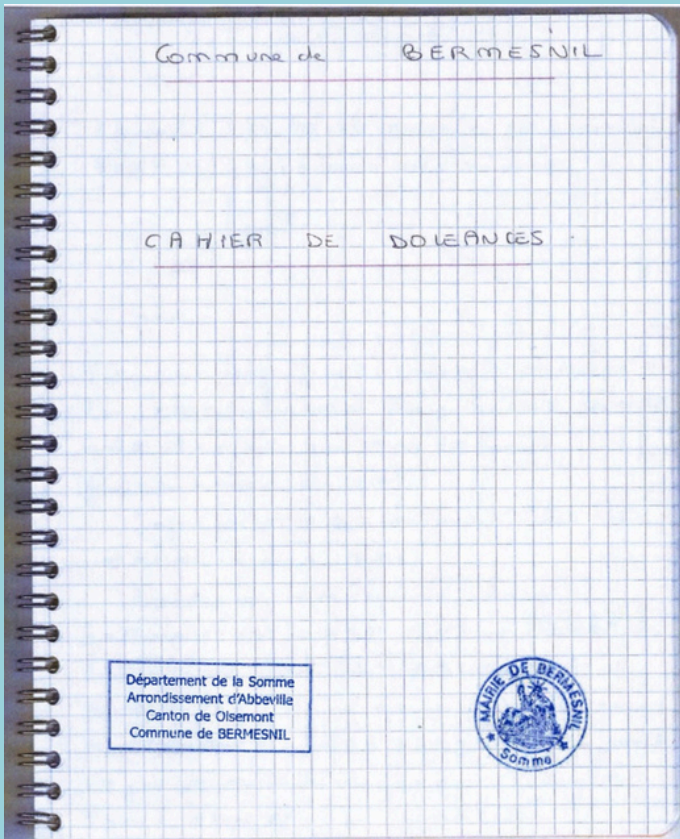 Commune de BERMESNIL
CAHIER DE DOLEANCES.
Département de la Somme
Arrondissement d'Abbeville
Canton de Oisemont
Commune de BERMESNIL
MAIRIE DE BERMESNIL
★ Somme ★